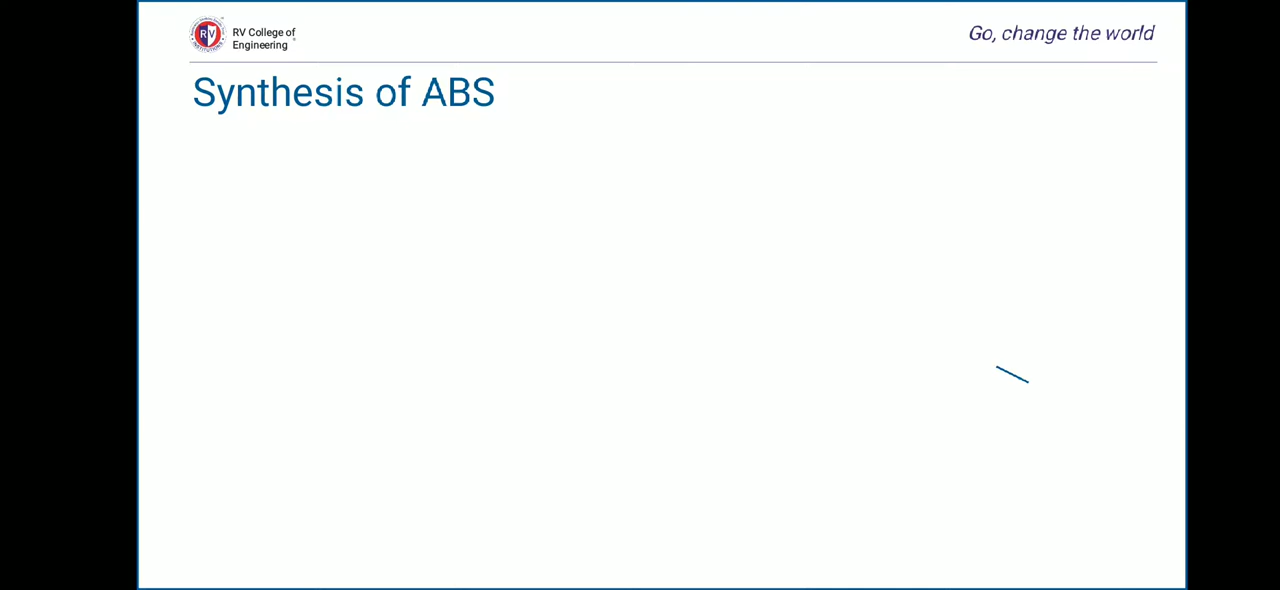 RV College of
Engineering
Go, change the world
Synthesis of ABS